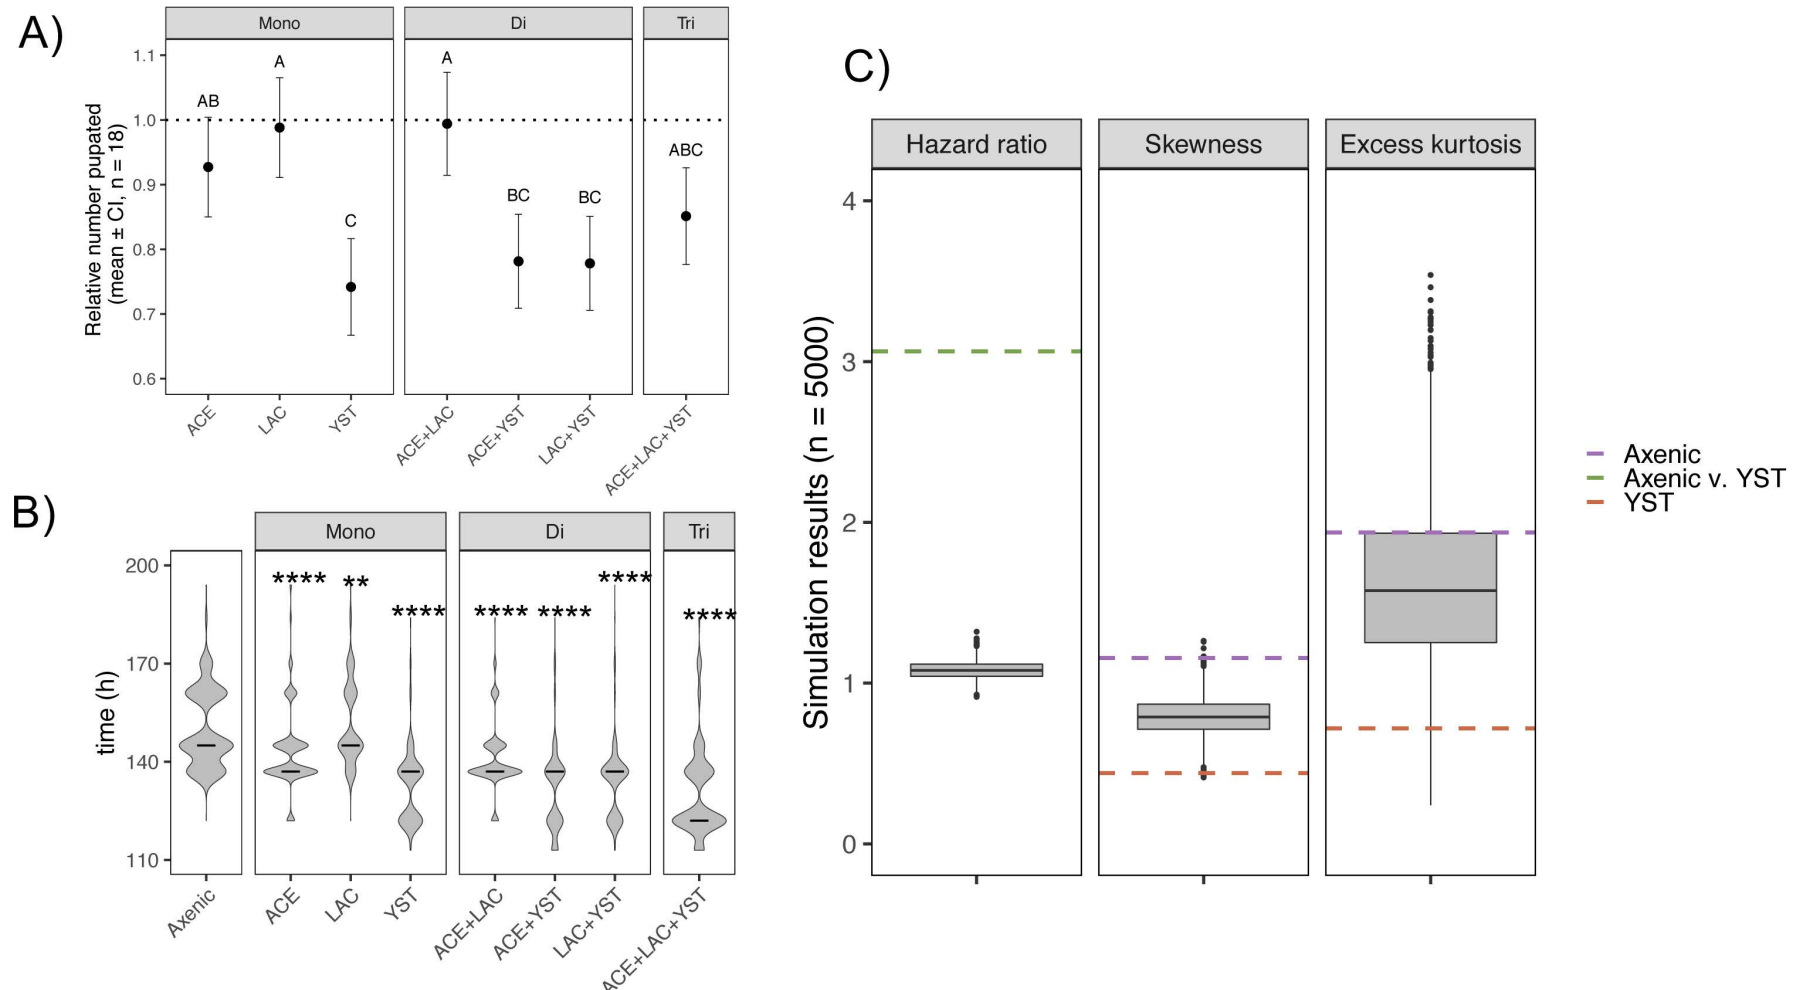 A)
Mono
Di
Tri
Relative number pupated
(mean ± CI, n = 18)
1.1
1.0
0.9
0.8
0.7
0.6
AB
A
C
A
BC
BC
ABC
ACE
LAC
YST
ACE+LAC
ACE+YST
LAC+YST
ACE+LAC+YST
B)
Mono
Di
Tri
time (h)
200
170
140
110
****
**
****
****
****
****
****
Axenic
ACE
LAC
YST
ACE+LAC
ACE+YST
LAC+YST
ACE+LAC+YST
C)
Hazard ratio
Skewness
Excess kurtosis
Simulation results (n = 5000)
4
3
2
1
0
Axenic
Axenic v. YST
YST